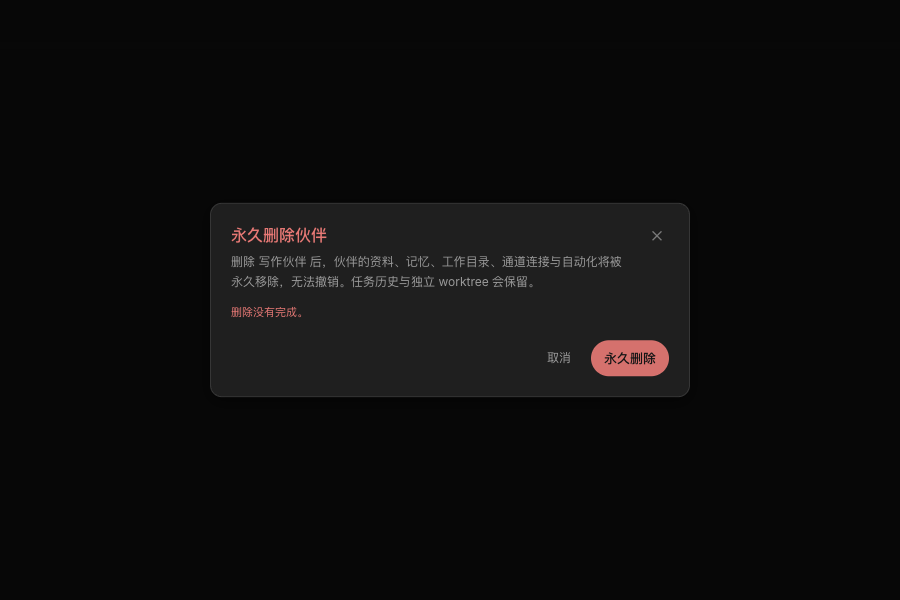 永久删除伙伴
删除 写作伙伴 后，伙伴的资料、记忆、工作目录、通道连接与自动化将被
永久移除，无法撤销。任务历史与独立 worktree 会保留。
删除没有完成。
取消
永久删除